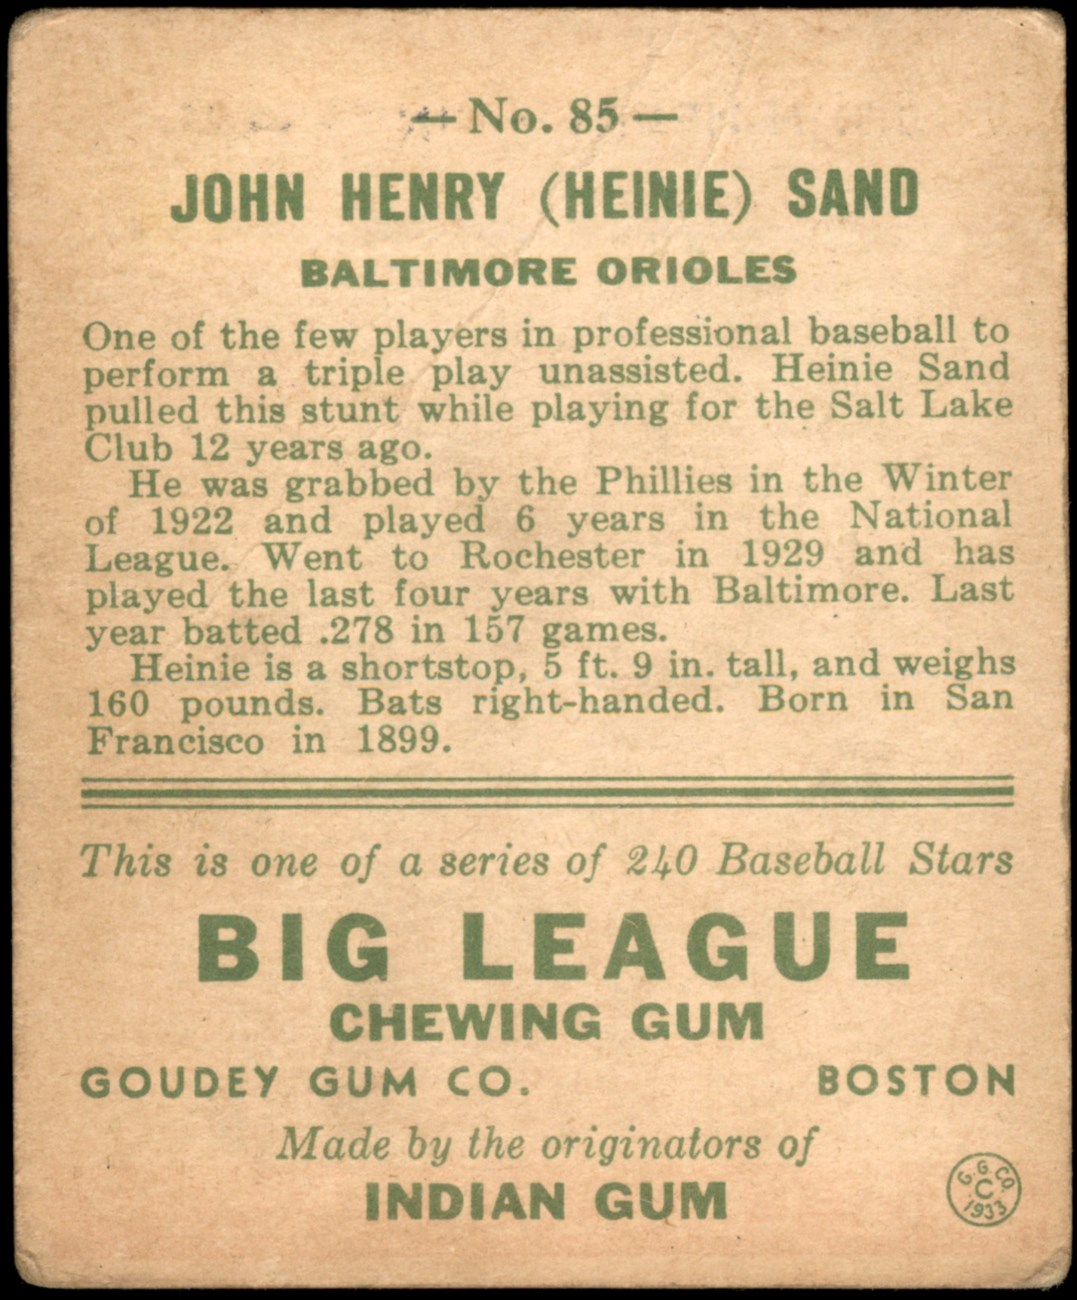 — No. 85 —
JOHN HENRY (HEINIE) SAND
BALTIMORE ORIOLES
One of the few players in professional baseball to
perform a triple play unassisted. Heinie Sand
pulled this stunt while playing for the Salt Lake
Club 12 years ago.
He was grabbed by the Phillies in the Winter
of 1922 and played 6 years in the National
League. Went to Rochester in 1929 and has
played the last four years with Baltimore. Last
year batted .278 in 157 games.
Heinie is a shortstop, 5 ft. 9 in. tall, and weighs
160 pounds. Bats right-handed. Born in San
Francisco in 1899.
This is one of a series of 240 Baseball Stars
BIG LEAGUE
CHEWING GUM
GOUDEY GUM CO. BOSTON
Made by the originators of
INDIAN GUM
G. G. CO.
C
1933